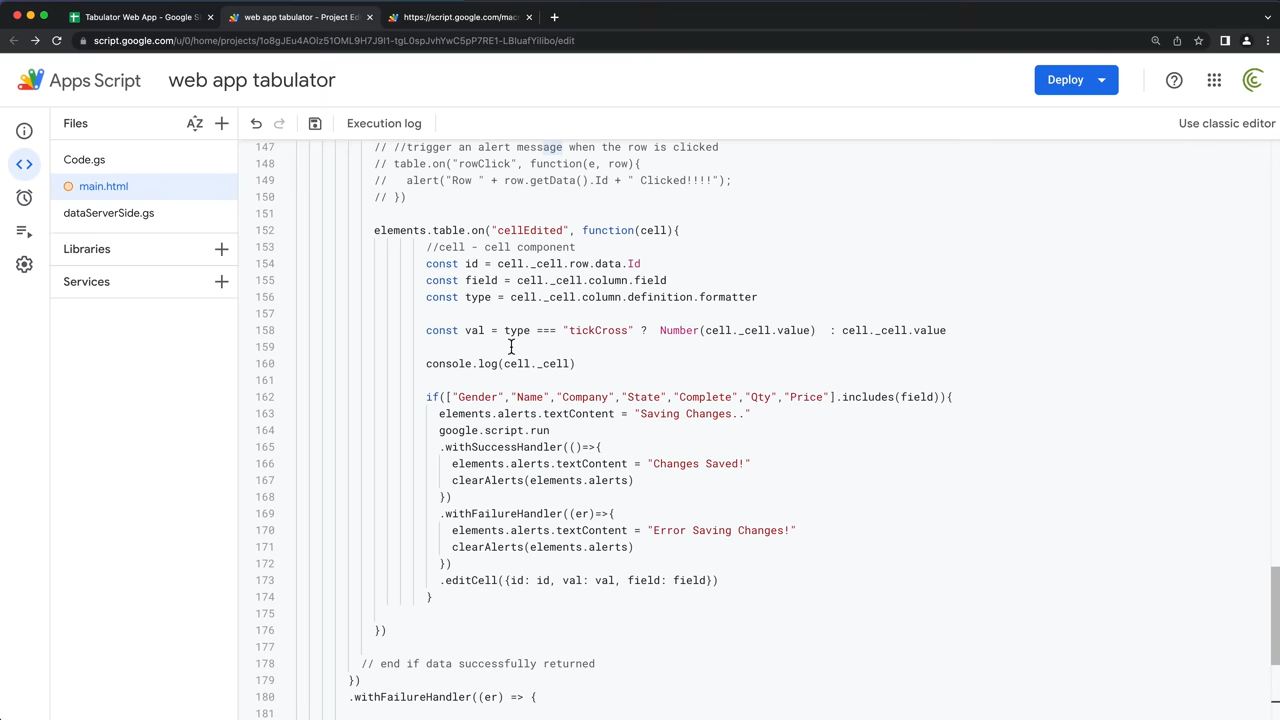 Tabulator Web App - Google S
web app tabulator - Project Ed
https://script.google.com/mac
script.google.com/u/0/home/projects/1o8gJEu4AOlz51OML9H7J9I1-tgL0spJvhYwC5pP7RE1-LBIuafYilibo/edit
Apps Script
web app tabulator
Deploy
Files
Execution log
Use classic editor
Code.gs
main.html
dataServerSide.gs
Libraries
Services
147 // //trigger an alert message when the row is clicked
148 // table.on("rowClick", function(e, row){
149 //   alert("Row " + row.getData().Id + " Clicked!!!!");
150 // })
151
152 elements.table.on("cellEdited", function(cell){
153 //cell - cell component
154 const id = cell._cell.row.data.Id
155 const field = cell._cell.column.field
156 const type = cell._cell.column.definition.formatter
157
158 const val = type === "tickCross" ?  Number(cell._cell.value)  : cell._cell.value
159
160 console.log(cell._cell)
161
162 if(["Gender","Name","Company","State","Complete","Qty","Price"].includes(field)){
163 elements.alerts.textContent = "Saving Changes.."
164 google.script.run
165 .withSuccessHandler(()=>{
166 elements.alerts.textContent = "Changes Saved!"
167 clearAlerts(elements.alerts)
168 })
169 .withFailureHandler((er)=>{
170 elements.alerts.textContent = "Error Saving Changes!"
171 clearAlerts(elements.alerts)
172 })
173 .editCell({id: id, val: val, field: field})
174 }
175
176 })
177
178 // end if data successfully returned
179 })
180 .withFailureHandler((er) => {
181